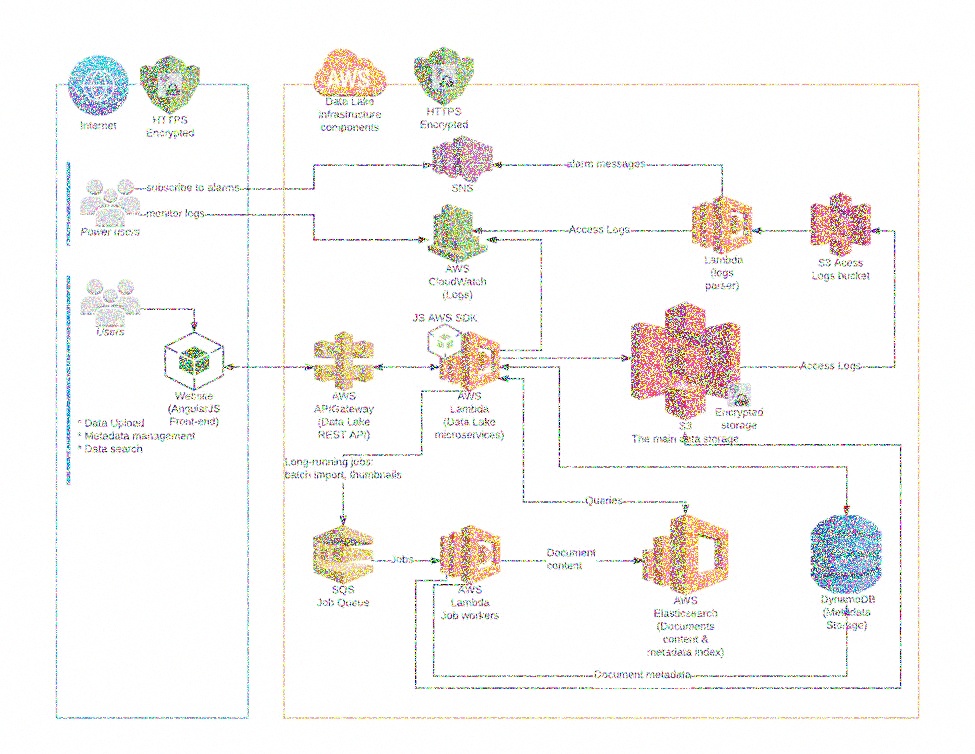 Internet
HTTPS
Encrypted
AWS
Data Lake
infrastructure
components
HTTPS
Encrypted
subscribe to alarms
monitor logs
Power users
SNS
alarm messages
AWS
CloudWatch
(Logs)
Access Logs
Lambda
(logs
parser)
S3 Acess
Logs bucket
Users
Website
(AngularJS
Front-end)
* Data Upload
* Metadata management
* Data search
JS AWS SDK
AWS
APIGateway
(Data Lake
REST API)
AWS
Lambda
(Data Lake
microservices)
Encrypted
storage
S3
The main data storage
Access Logs
Long-running jobs:
batch import, thumbnails
Queries
SQS
Job Queue
Jobs
AWS
Lambda
Job workers
Document
content
AWS
Elasticsearch
(Documents
content &
metadata index)
DynamoDB
(Metadata
Storage)
Document metadata